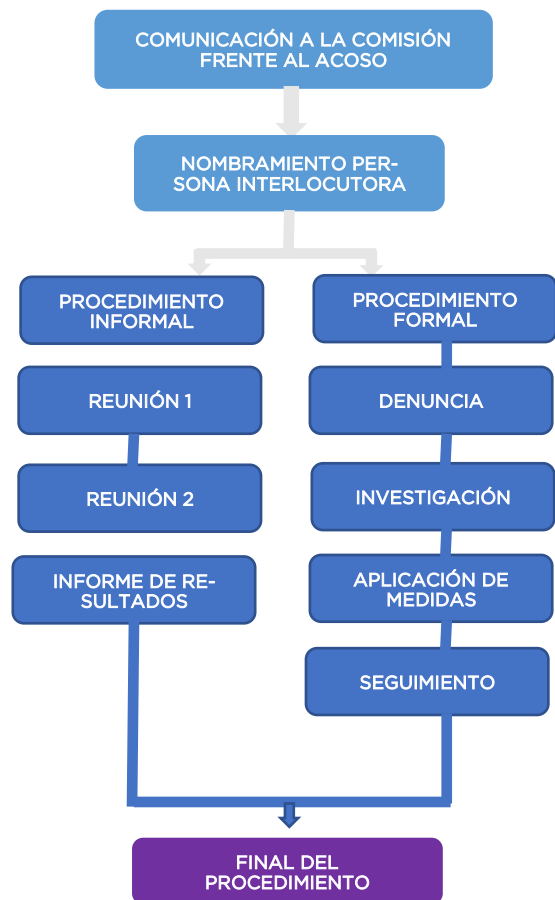 COMUNICACIÓN A LA COMISIÓN
FRENTE AL ACOSO
NOMBRAMIENTO PER-
SONA INTERLOCUTORA
PROCEDIMIENTO
INFORMAL
REUNIÓN 1
REUNIÓN 2
INFORME DE RE-
SULTADOS
PROCEDIMIENTO
FORMAL
DENUNCIA
INVESTIGACIÓN
APLICACIÓN DE
MEDIDAS
SEGUIMIENTO
FINAL DEL
PROCEDIMIENTO